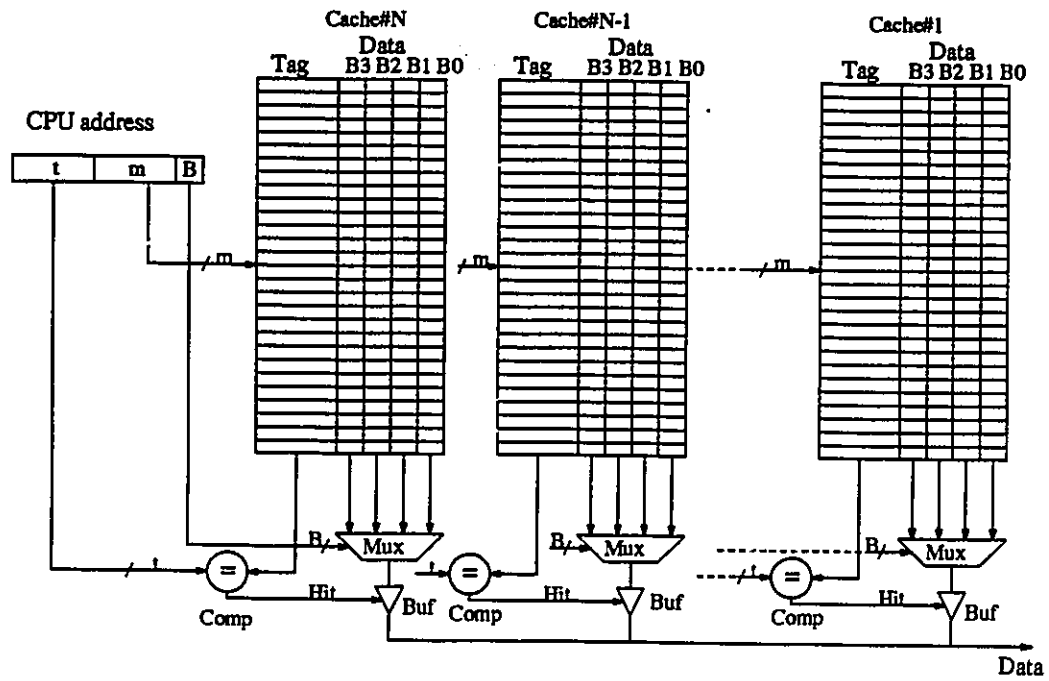 Cache#N
Cache#N-1
Cache#1
Data
Data
Data
Tag
B3 B2 B1 B0
Tag
B3 B2 B1 B0
Tag
B3 B2 B1 B0
CPU address
t
m
B
m
m
m
B
Mux
B
Mux
B
Mux
t
=
t
=
t
=
Hit
Buf
Hit
Buf
Hit
Buf
Comp
Comp
Comp
Data